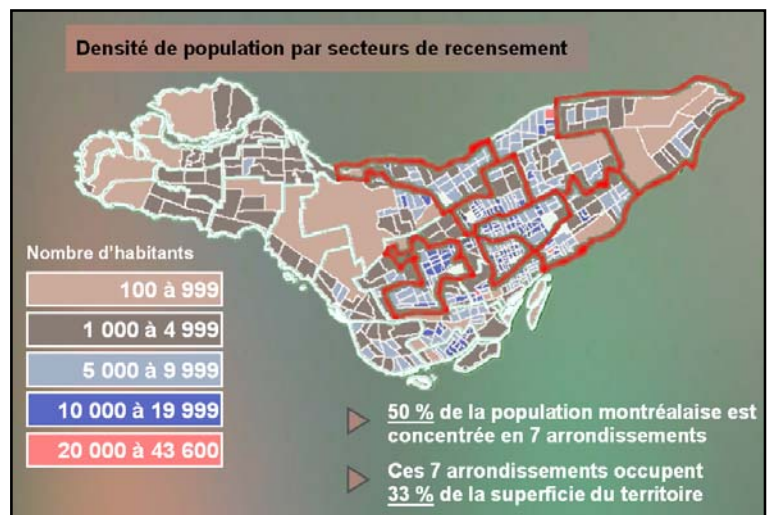 Densité de population par secteurs de recensement
Nombre d'habitants
100 à 999
1 000 à 4 999
5 000 à 9 999
10 000 à 19 999
20 000 à 43 600
50 % de la population montréalaise est
concentrée en 7 arrondissements
Ces 7 arrondissements occupent
33 % de la superficie du territoire